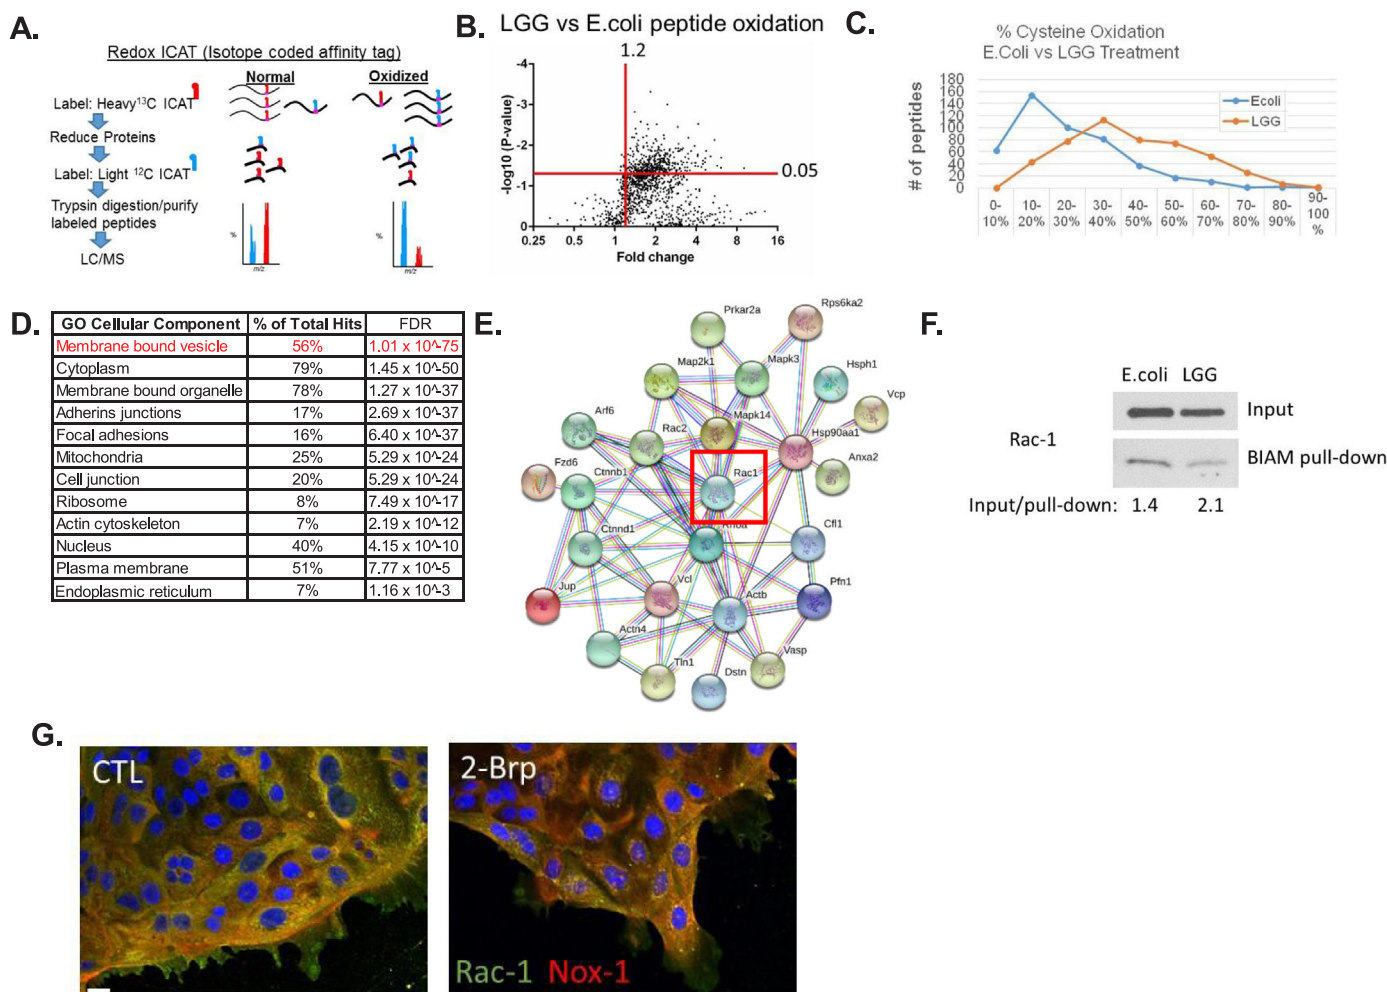 A.
Redox ICAT (Isotope coded affinity tag)
Normal
Oxidized
Label: Heavy13C ICAT
Reduce Proteins
Label: Light 12C ICAT
Trypsin digestion/purify
labeled peptides
LC/MS
%
m/z
%
m/z
B.
LGG vs E.coli peptide oxidation
1.2
-4
-3
-2
-1
0
-log10 (P-value)
0.05
0.25
0.5
1
2
4
8
16
Fold change
C.
% Cysteine Oxidation
E.Coli vs LGG Treatment
# of peptides
180
160
140
120
100
80
60
40
20
0
Ecoli
LGG
0-10%
10-20%
20-30%
30-40%
40-50%
50-60%
60-70%
70-80%
80-90%
90-100%
D.
GO Cellular Component % of Total Hits FDR
Membrane bound vesicle 56% 1.01 x 10^-75
Cytoplasm 79% 1.45 x 10^-50
Membrane bound organelle 78% 1.27 x 10^-37
Adherins junctions 17% 2.69 x 10^-37
Focal adhesions 16% 6.40 x 10^-37
Mitochondria 25% 5.29 x 10^-24
Cell junction 20% 5.29 x 10^-24
Ribosome 8% 7.49 x 10^-17
Actin cytoskeleton 7% 2.19 x 10^-12
Nucleus 40% 4.15 x 10^-10
Plasma membrane 51% 7.77 x 10^-5
Endoplasmic reticulum 7% 1.16 x 10^-3
E.
Prkar2a
Rps6ka2
Map2k1
Mapk3
Hsph1
Vcp
Arf6
Rac2
Mapk14
Hsp90aa1
Fzd6
Ctnnb1
Rac1
Anxa2
Ctnnd1
Rhoa
Cfl1
Jup
Vcl
Actb
Pfn1
Actn4
Tln1
Dstn
Vasp
F.
E.coli LGG
Rac-1
Input
BIAM pull-down
Input/pull-down: 1.4 2.1
G.
CTL
2-Brp
Rac-1 Nox-1